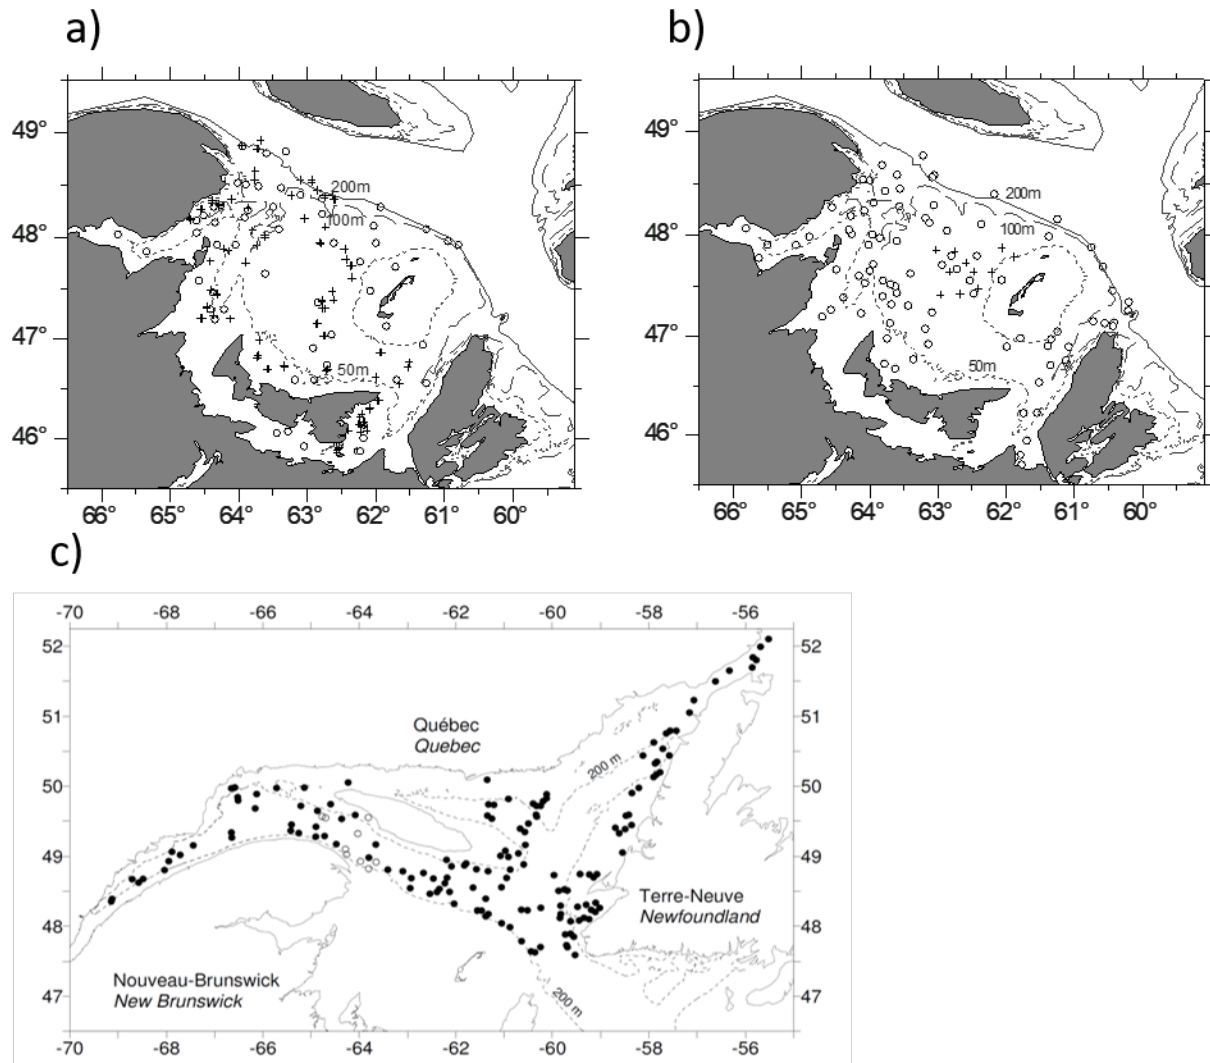 a)
b)
49°
48°
47°
46°
200m
100m
50m
66° 65° 64° 63° 62° 61° 60°
49°
48°
47°
46°
200m
100m
50m
66° 65° 64° 63° 62° 61° 60°
c)
-70 -68 -66 -64 -62 -60 -58 -56
52 52
51 51
50 50
49 49
48 48
47 47
Québec
Quebec
200 m
Terre-Neuve
Newfoundland
Nouveau-Brunswick
New Brunswick
200 m
-70 -68 -66 -64 -62 -60 -58 -56